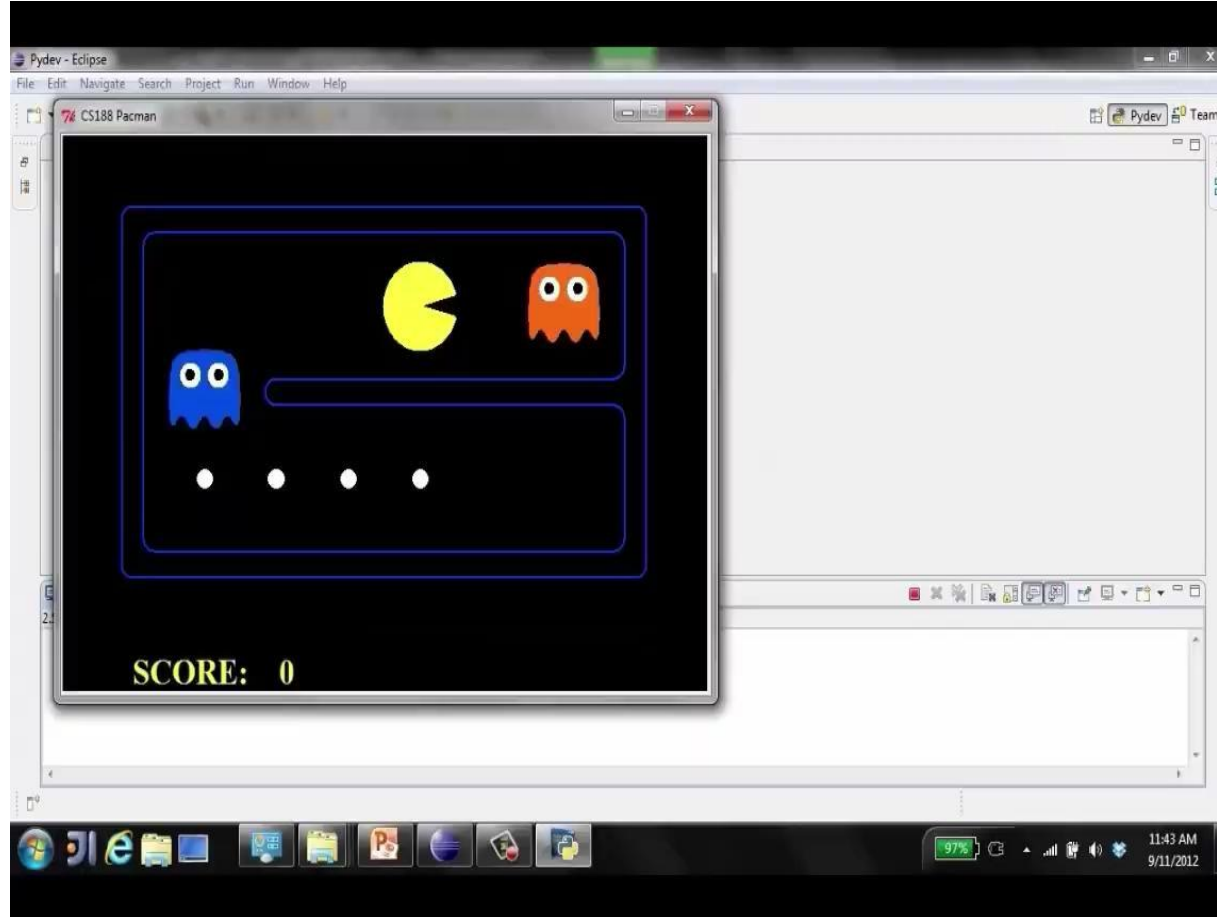 Pydev - Eclipse
File Edit Navigate Search Project Run Window Help
CS188 Pacman
Pydev
Team
SCORE: 0
97%
11:43 AM
9/11/2012